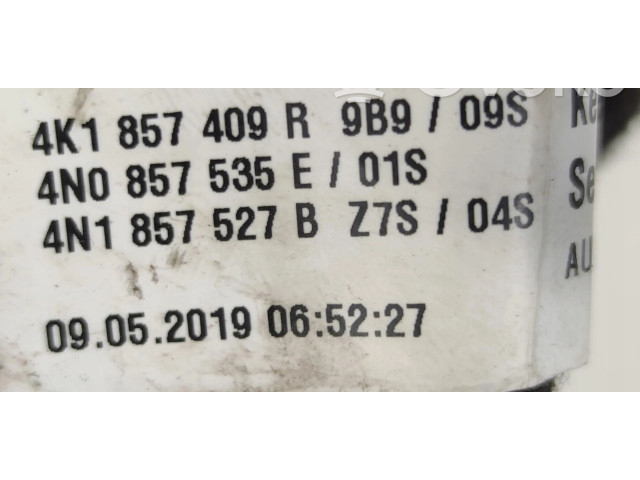 4K1 857 409 R 9B9 / 09S
4N0 857 535 E / 01S
4N1 857 527 B Z7S / 04S
09.05.2019 06:52:27